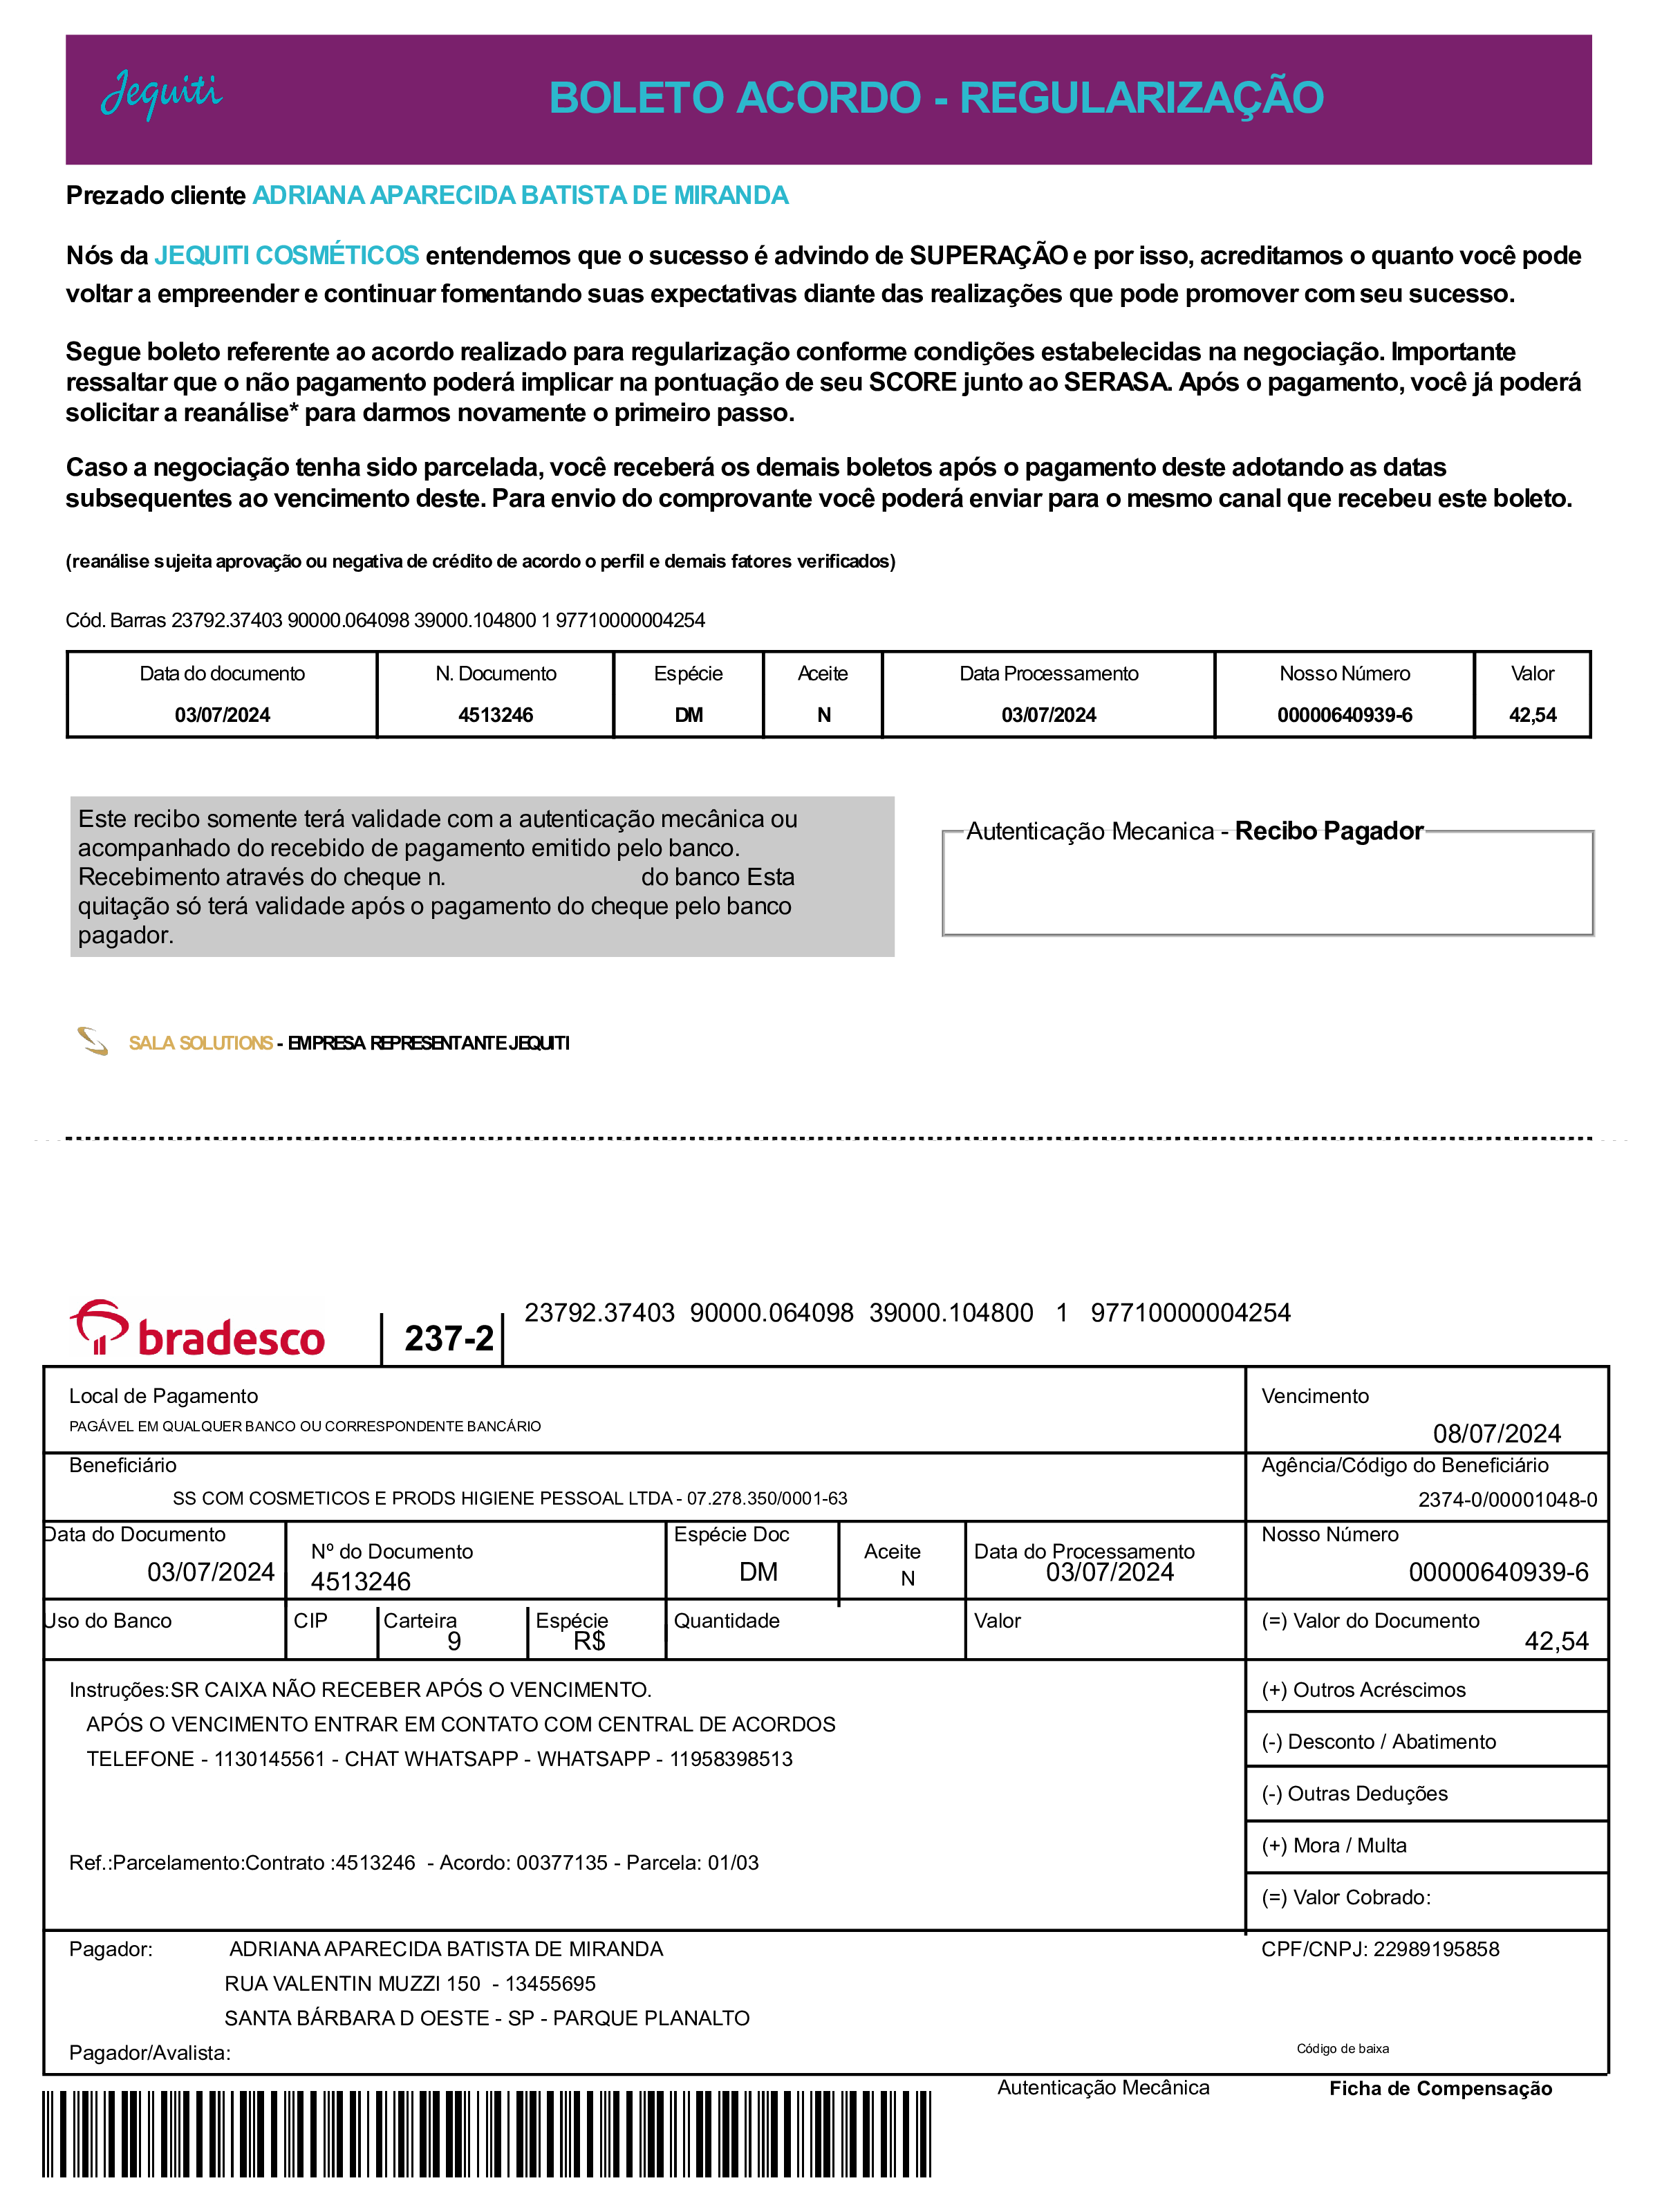 Jequiti
BOLETO ACORDO - REGULARIZAÇÃO
Prezado cliente ADRIANA APARECIDA BATISTA DE MIRANDA
Nós da JEQUITI COSMÉTICOS entendemos que o sucesso é advindo de SUPERAÇÃO e por isso, acreditamos o quanto você pode
voltar a empreender e continuar fomentando suas expectativas diante das realizações que pode promover com seu sucesso.
Segue boleto referente ao acordo realizado para regularização conforme condições estabelecidas na negociação. Importante
ressaltar que o não pagamento poderá implicar na pontuação de seu SCORE junto ao SERASA. Após o pagamento, você já poderá
solicitar a reanálise* para darmos novamente o primeiro passo.
Caso a negociação tenha sido parcelada, você receberá os demais boletos após o pagamento deste adotando as datas
subsequentes ao vencimento deste. Para envio do comprovante você poderá enviar para o mesmo canal que recebeu este boleto.
(reanálise sujeita aprovação ou negativa de crédito de acordo o perfil e demais fatores verificados)
Cód. Barras 23792.37403 90000.064098 39000.104800 1 97710000004254
Data do documento N. Documento Espécie Aceite Data Processamento Nosso Número Valor
03/07/2024 4513246 DM N 03/07/2024 00000640939-6 42,54
Este recibo somente terá validade com a autenticação mecânica ou
acompanhado do recebido de pagamento emitido pelo banco.
Recebimento através do cheque n. do banco Esta
quitação só terá validade após o pagamento do cheque pelo banco
pagador.
Autenticação Mecanica - Recibo Pagador
SALA SOLUTIONS - EMPRESA REPRESENTANTE JEQUITI
bradesco 237-2 23792.37403 90000.064098 39000.104800 1 97710000004254
Local de Pagamento Vencimento
PAGÁVEL EM QUALQUER BANCO OU CORRESPONDENTE BANCÁRIO 08/07/2024
Beneficiário Agência/Código do Beneficiário
SS COM COSMETICOS E PRODS HIGIENE PESSOAL LTDA - 07.278.350/0001-63 2374-0/00001048-0
Data do Documento Nº do Documento Espécie Doc Aceite Data do Processamento Nosso Número
03/07/2024 4513246 DM N 03/07/2024 00000640939-6
Uso do Banco CIP Carteira Espécie Quantidade Valor (=) Valor do Documento
9 R$ 42,54
Instruções:SR CAIXA NÃO RECEBER APÓS O VENCIMENTO. (+) Outros Acréscimos
APÓS O VENCIMENTO ENTRAR EM CONTATO COM CENTRAL DE ACORDOS
(-) Desconto / Abatimento
TELEFONE - 1130145561 - CHAT WHATSAPP - WHATSAPP - 11958398513
(-) Outras Deduções
(+) Mora / Multa
Ref.:Parcelamento:Contrato :4513246 - Acordo: 00377135 - Parcela: 01/03
(=) Valor Cobrado:
Pagador: ADRIANA APARECIDA BATISTA DE MIRANDA CPF/CNPJ: 22989195858
RUA VALENTIN MUZZI 150 - 13455695
SANTA BÁRBARA D OESTE - SP - PARQUE PLANALTO
Pagador/Avalista: Código de baixa
Autenticação Mecânica Ficha de Compensação